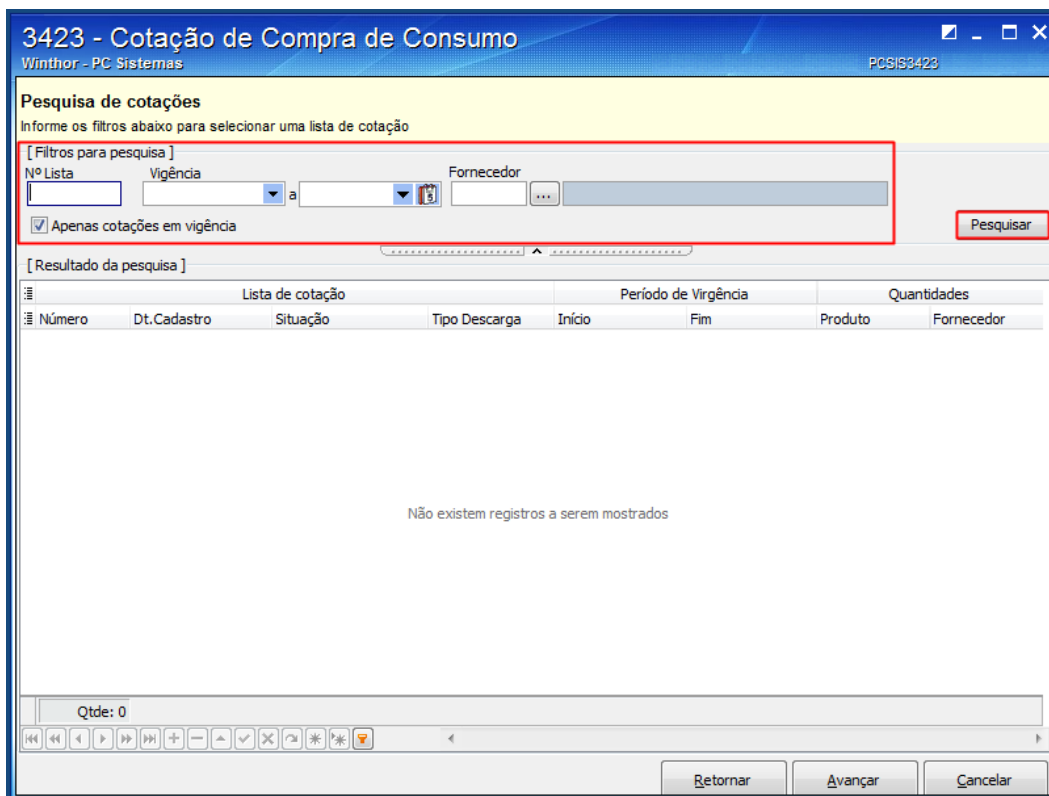 3423 - Cotação de Compra de Consumo
Winthor - PC Sistemas
PCSIS3423
Pesquisa de cotações
Informe os filtros abaixo para selecionar uma lista de cotação
[ Filtros para pesquisa ]
Nº Lista Vigência Fornecedor
a
...
Apenas cotações em vigência
Pesquisar
[ Resultado da pesquisa ]
Lista de cotação Período de Virgência Quantidades
Número Dt.Cadastro Situação Tipo Descarga Início Fim Produto Fornecedor
Não existem registros a serem mostrados
Qtde: 0
Retornar Avançar Cancelar